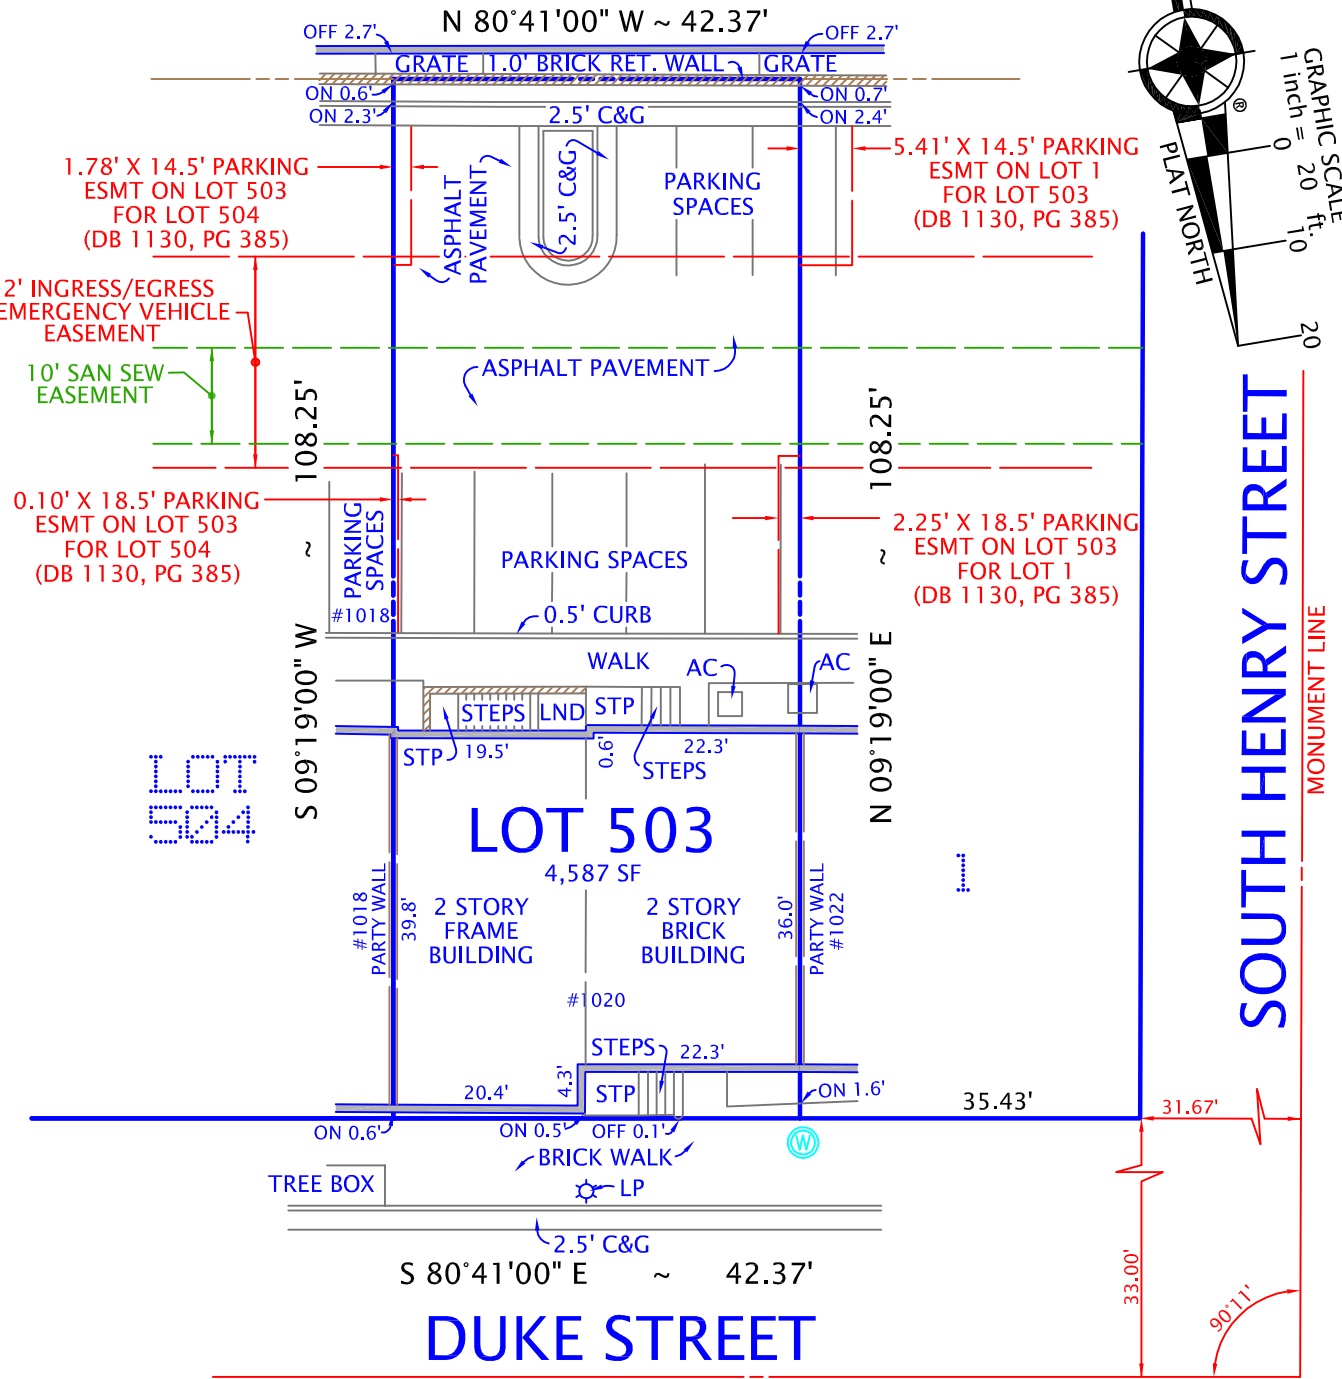 N 80°41'00" W ~ 42.37'
OFF 2.7'
OFF 2.7'
GRATE
1.0' BRICK RET. WALL
GRATE
ON 0.6'
ON 0.7'
ON 2.3'
2.5' C&G
ON 2.4'
®
GRAPHIC SCALE
1 inch = 20 ft.
0
10
20
PLAT NORTH
1.78' X 14.5' PARKING
ESMT ON LOT 503
FOR LOT 504
(DB 1130, PG 385)
ASPHALT
PAVEMENT
2.5' C&G
PARKING
SPACES
5.41' X 14.5' PARKING
ESMT ON LOT 1
FOR LOT 503
(DB 1130, PG 385)
2' INGRESS/EGRESS
EMERGENCY VEHICLE
EASEMENT
10' SAN SEW
EASEMENT
ASPHALT PAVEMENT
S 09°19'00" W ~ 108.25'
N 09°19'00" E ~ 108.25'
0.10' X 18.5' PARKING
ESMT ON LOT 503
FOR LOT 504
(DB 1130, PG 385)
PARKING
SPACES
#1018
PARKING SPACES
2.25' X 18.5' PARKING
ESMT ON LOT 503
FOR LOT 1
(DB 1130, PG 385)
0.5' CURB
WALK
AC
AC
STEPS
LND
STP
STP
19.5'
0.6'
22.3'
STEPS
LOT
504
LOT 503
4,587 SF
1
#1018
PARTY WALL
39.8'
2 STORY
FRAME
BUILDING
2 STORY
BRICK
BUILDING
36.0'
PARTY WALL
#1022
#1020
STEPS
22.3'
20.4'
4.3'
STP
ON 1.6'
35.43'
31.67'
ON 0.6'
ON 0.5'
OFF 0.1'
BRICK WALK
W
TREE BOX
LP
2.5' C&G
S 80°41'00" E ~ 42.37'
DUKE STREET
33.00'
90°11'
SOUTH HENRY STREET
MONUMENT LINE